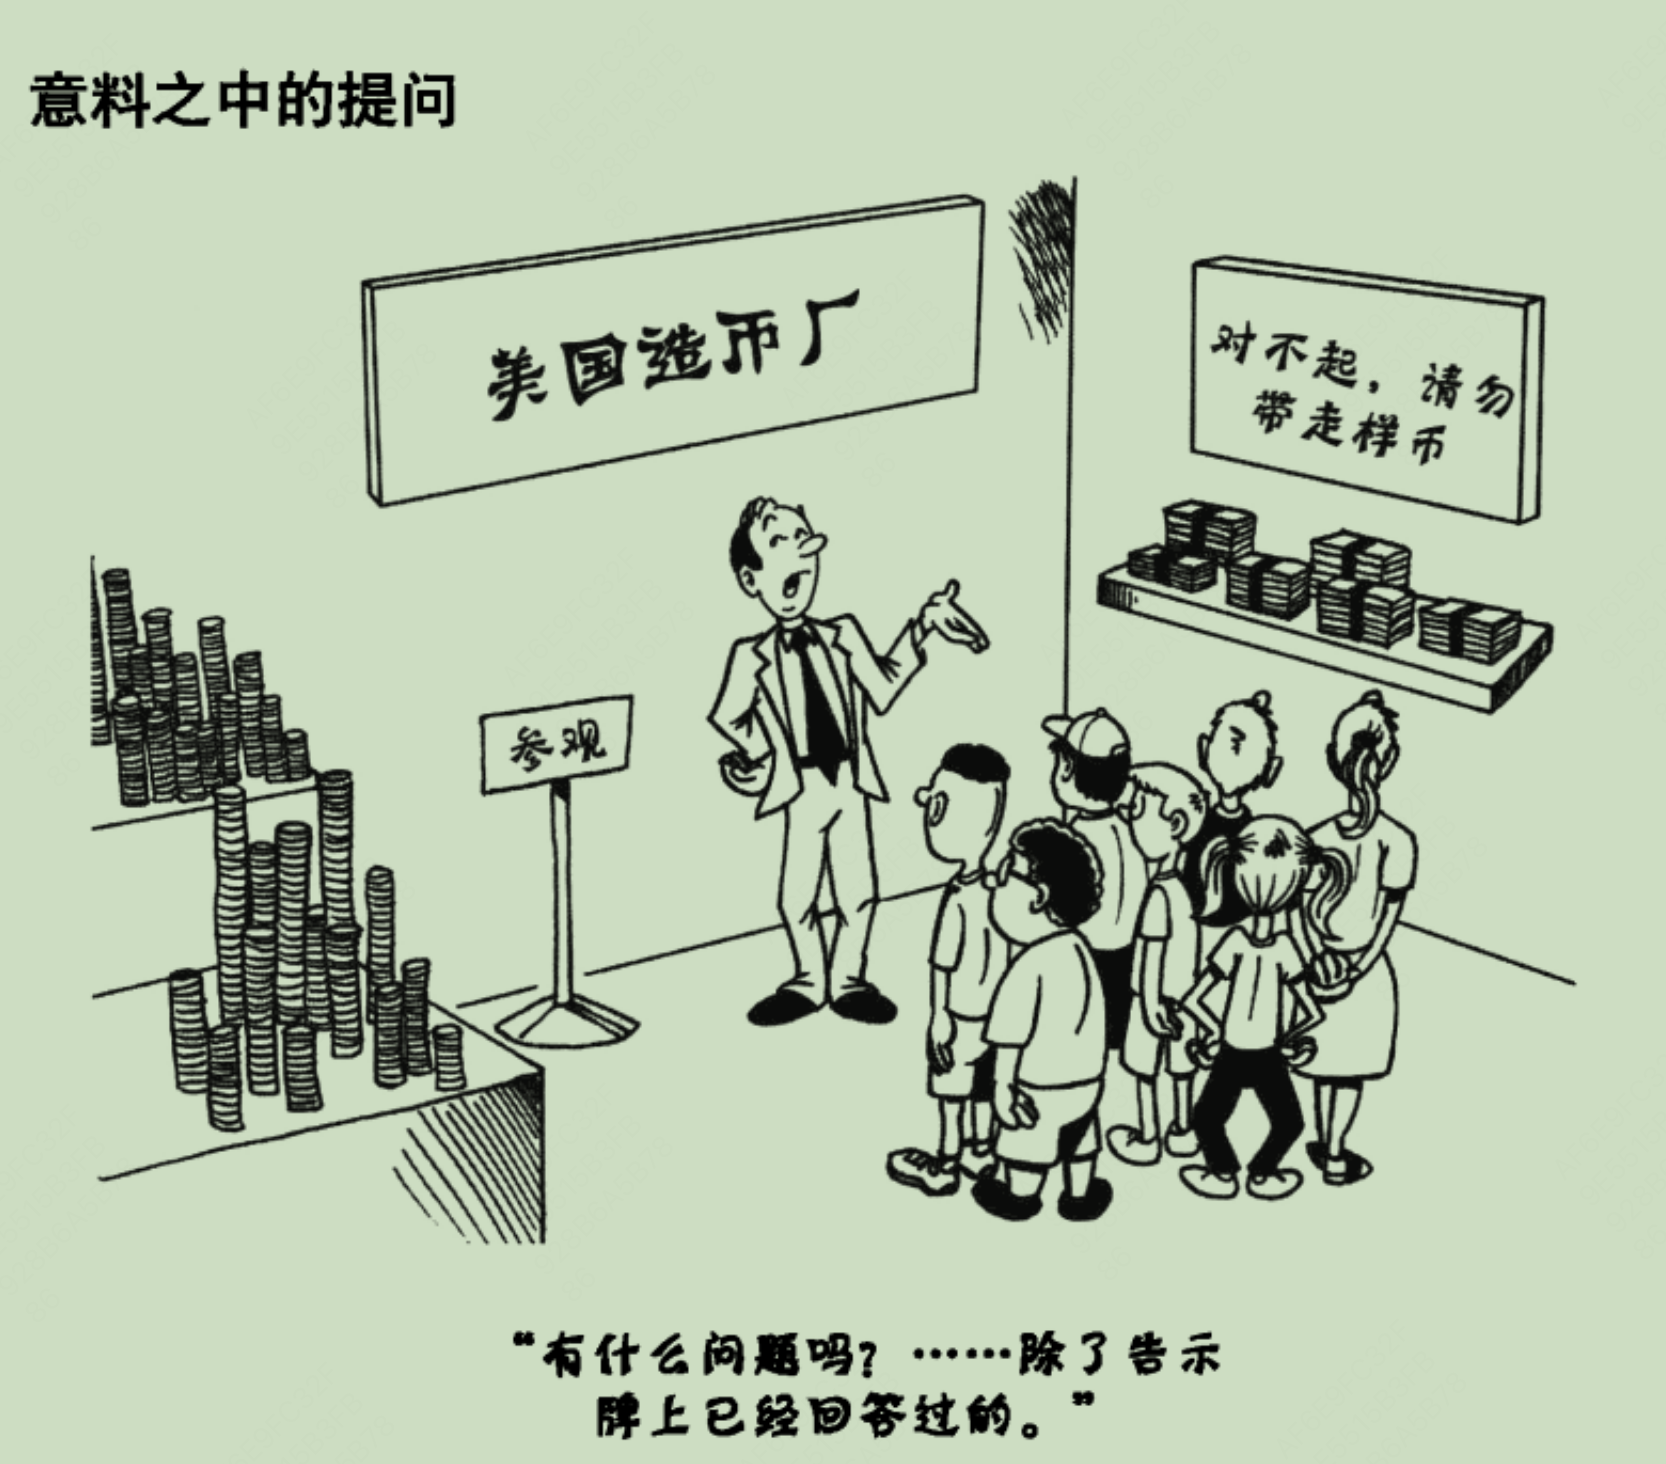 意料之中的提问
美国造币厂
对不起，请勿
带走样币
参观
“有什么问题吗？……除了告示
牌上已经回答过的。”